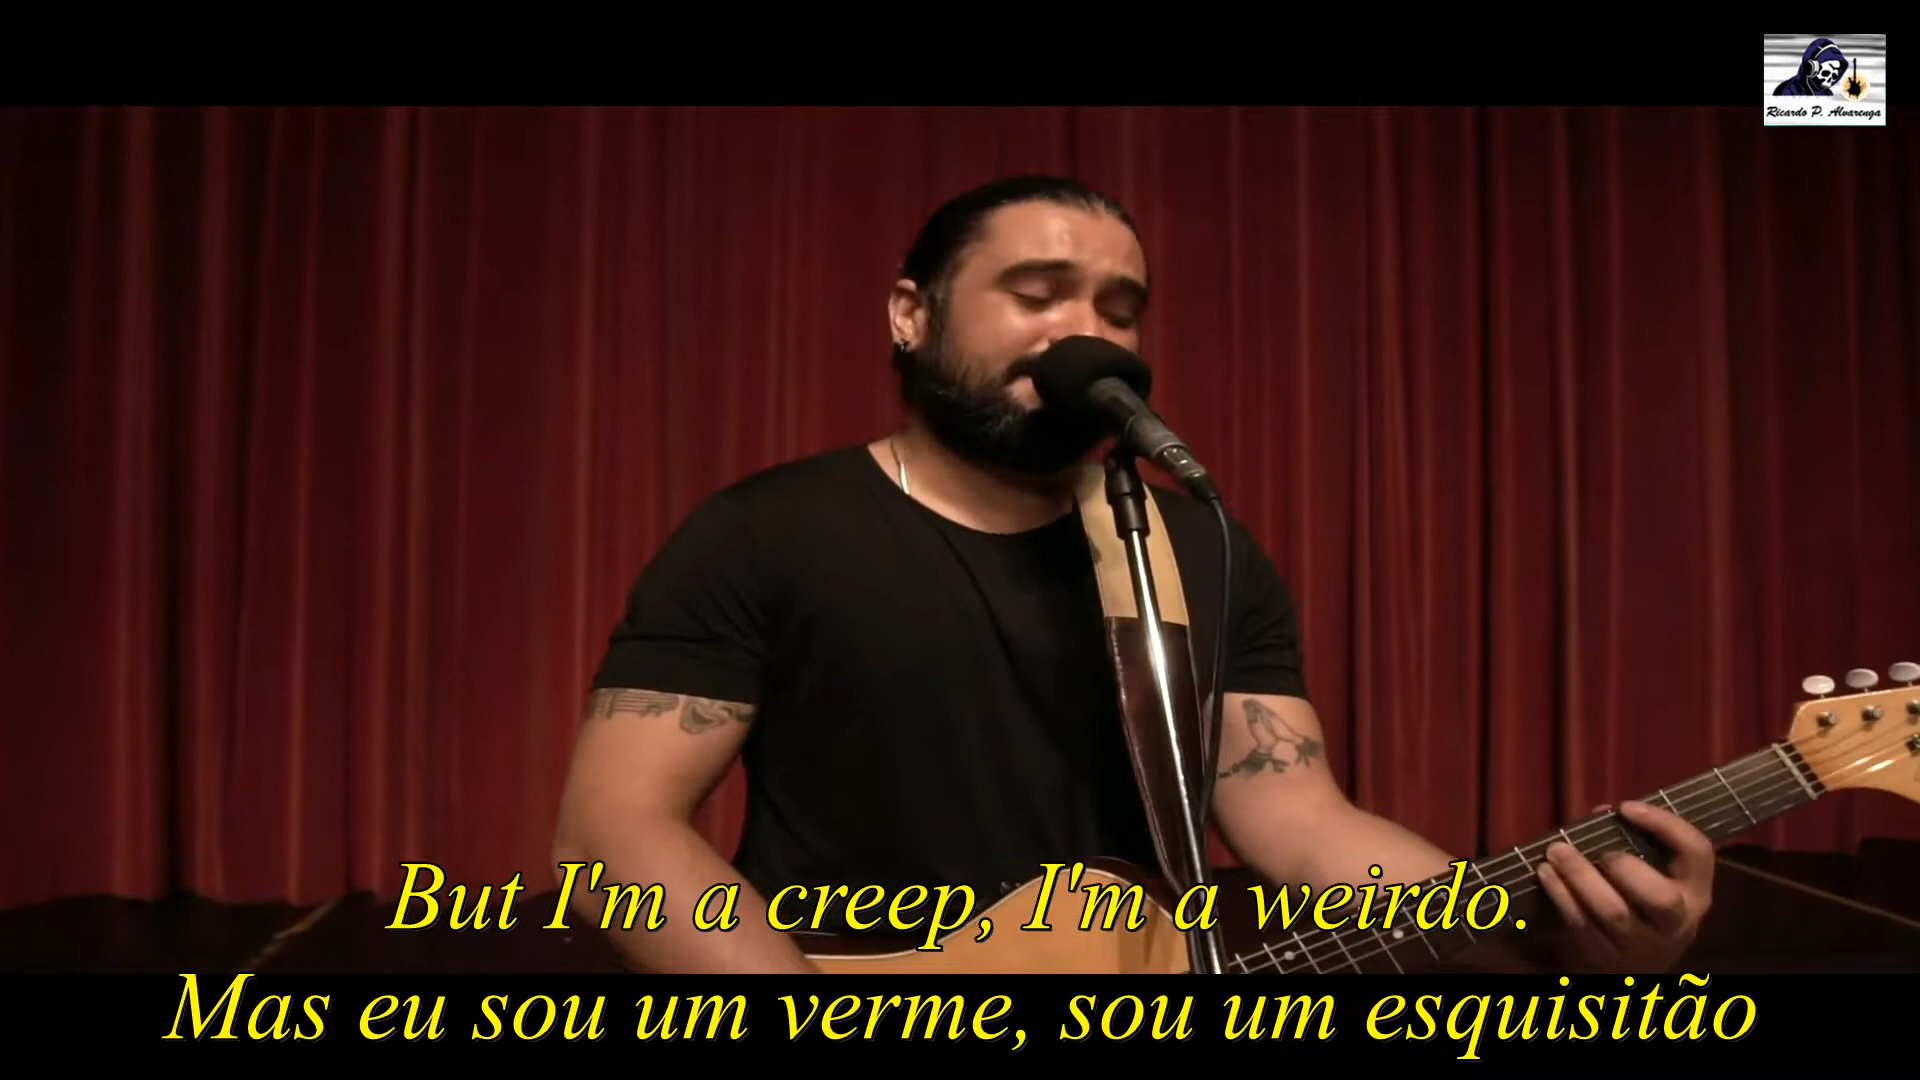 Ricardo P. Alvarenga
But I'm a creep, I'm a weirdo.
Mas eu sou um verme, sou um esquisitão